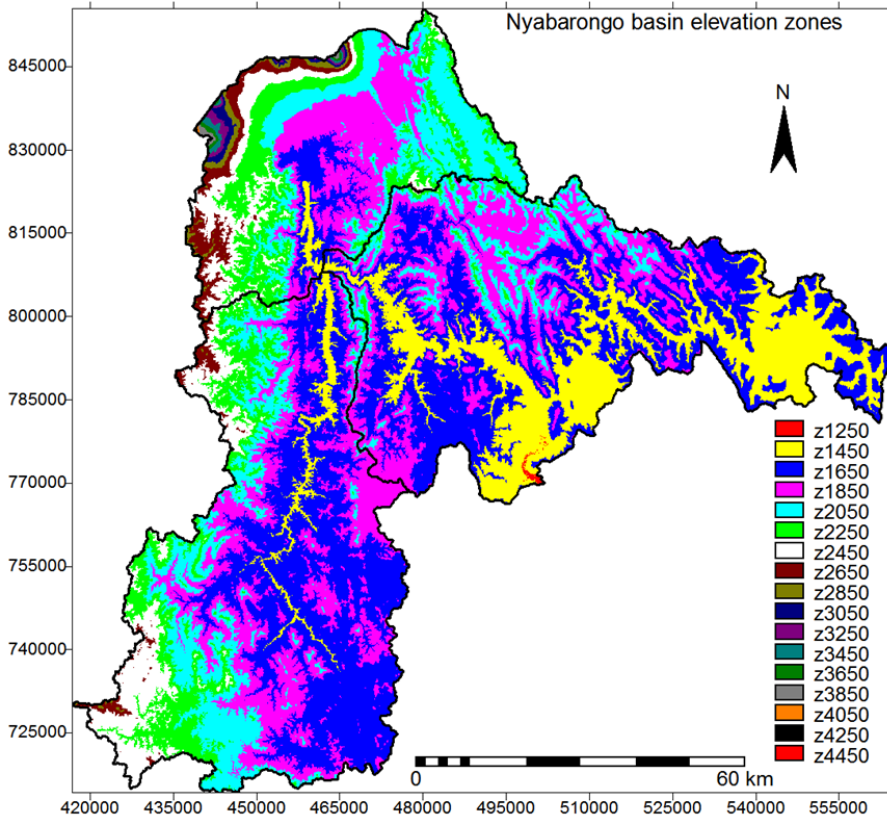 Nyabarongo basin elevation zones
845000
830000
815000
800000
785000
770000
755000
740000
725000
N
z1250
z1450
z1650
z1850
z2050
z2250
z2450
z2650
z2850
z3050
z3250
z3450
z3650
z3850
z4050
z4250
z4450
0 60 km
420000 435000 450000 465000 480000 495000 510000 525000 540000 555000